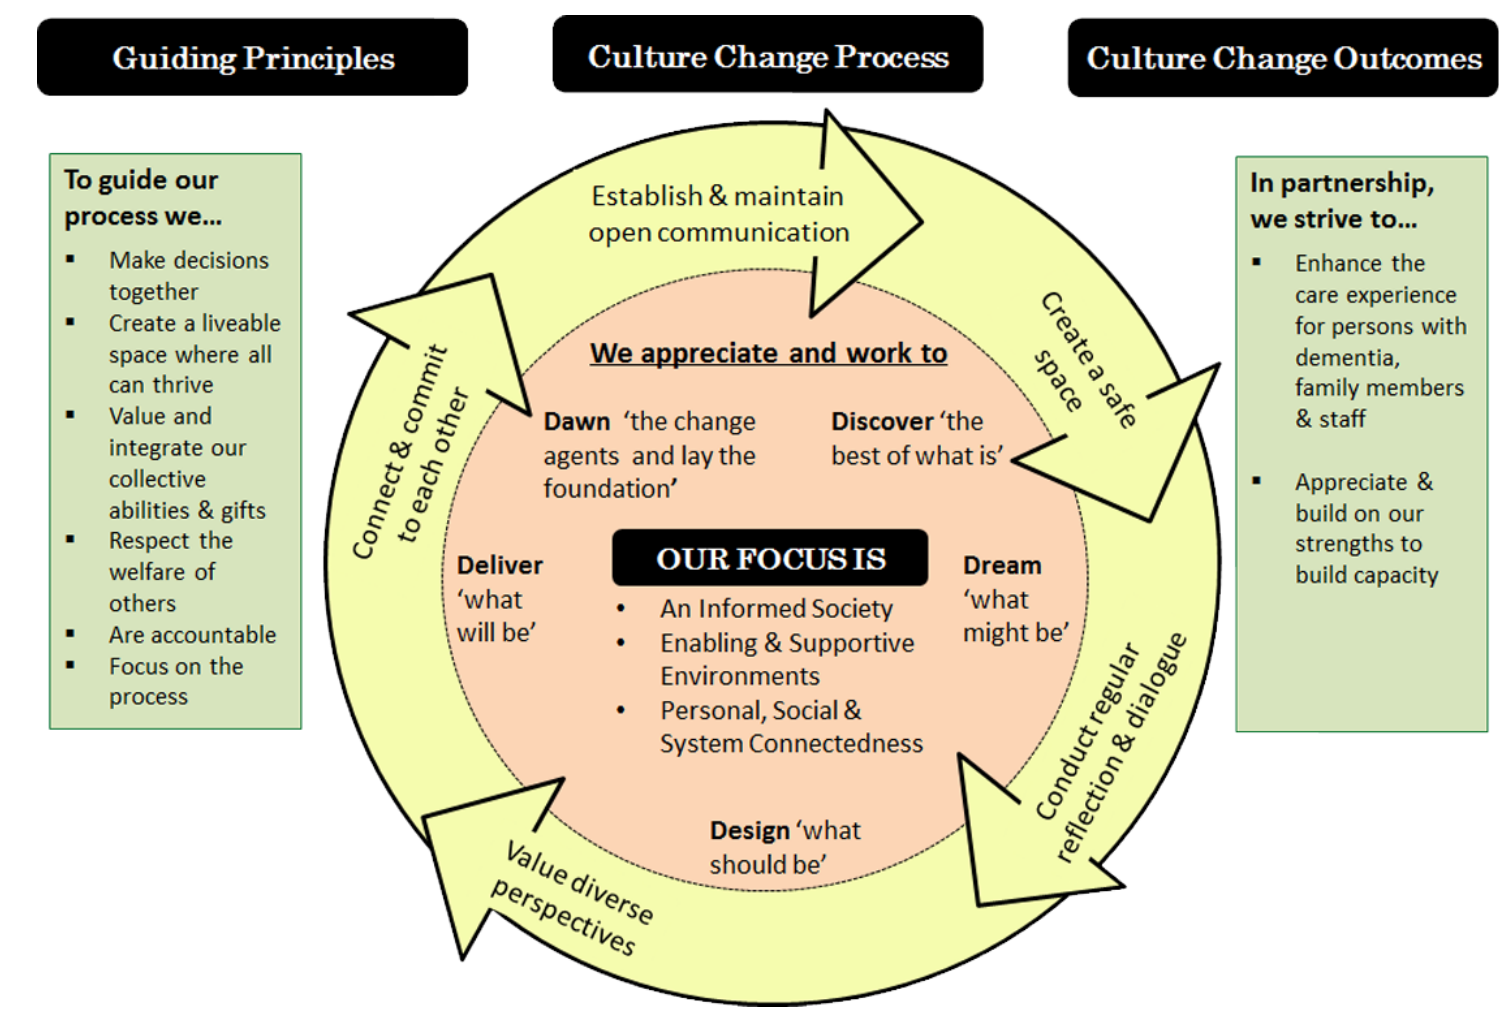 Guiding Principles
Culture Change Process
Culture Change Outcomes
To guide our
process we...
▪ Make decisions
together
▪ Create a liveable
space where all
can thrive
▪ Value and
integrate our
collective
abilities & gifts
▪ Respect the
welfare of
others
▪ Are accountable
▪ Focus on the
process
Establish & maintain
open communication
Create a safe
space
Conduct regular
reflection & dialogue
Value diverse
perspectives
Connect & commit
to each other
We appreciate and work to
Dawn ‘the change
agents and lay the
foundation’
Discover ‘the
best of what is’
Dream
‘what
might be’
Design ‘what
should be’
Deliver
‘what
will be’
OUR FOCUS IS
• An Informed Society
• Enabling & Supportive
Environments
• Personal, Social &
System Connectedness
In partnership,
we strive to...
▪ Enhance the
care experience
for persons with
dementia,
family members
& staff
▪ Appreciate &
build on our
strengths to
build capacity